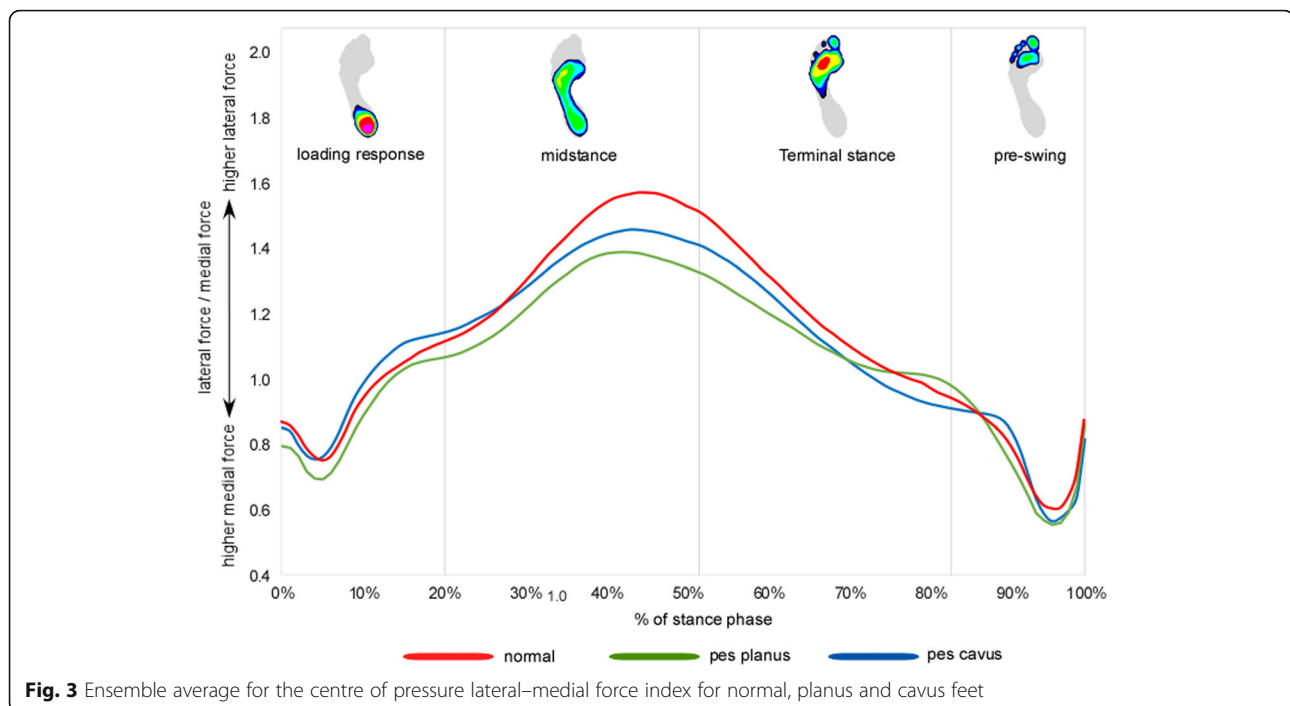 2.0
1.8
1.6
1.4
1.2
1.0
0.8
0.6
0.4
higher lateral force
lateral force / medial force
higher medial force
loading response
midstance
Terminal stance
pre-swing
0% 10% 20% 30% 1.0 40% 50% 60% 70% 80% 90% 100%
% of stance phase
normal pes planus pes cavus
Fig. 3 Ensemble average for the centre of pressure lateral–medial force index for normal, planus and cavus feet